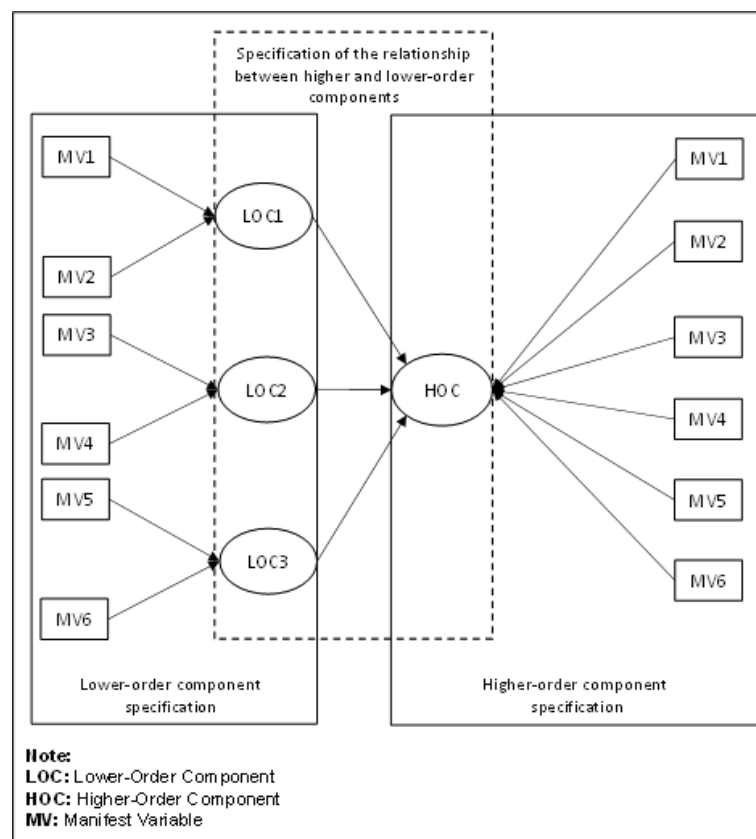 Specification of the relationship
between higher and lower-order
components
MV1
MV2
MV3
MV4
MV5
MV6
LOC1
LOC2
LOC3
HOC
MV1
MV2
MV3
MV4
MV5
MV6
Lower-order component
specification
Higher-order component
specification
Note:
LOC: Lower-Order Component
HOC: Higher-Order Component
MV: Manifest Variable